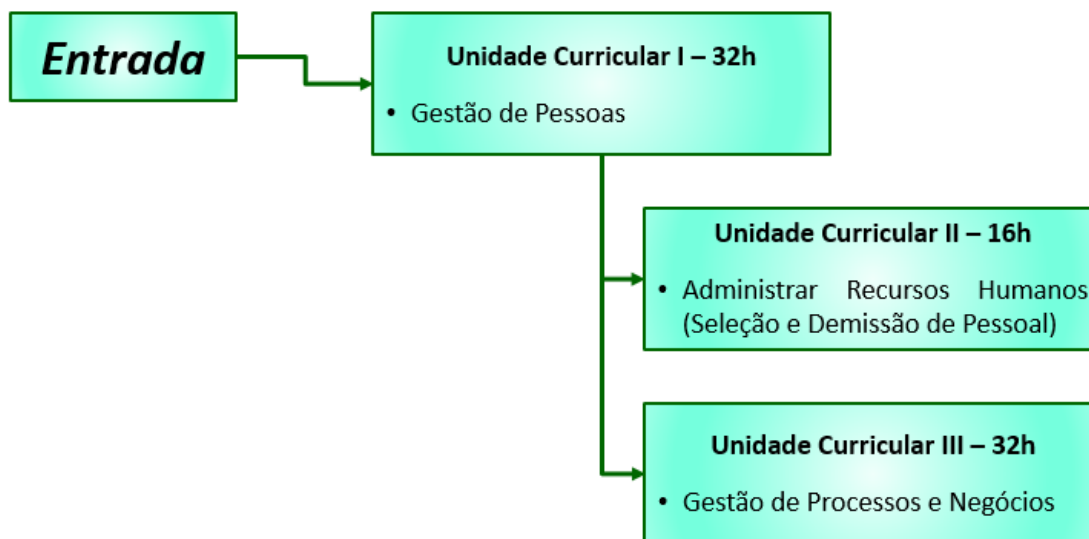 Entrada
Unidade Curricular I – 32h
• Gestão de Pessoas
Unidade Curricular II – 16h
• Administrar Recursos Humanos
(Seleção e Demissão de Pessoal)
Unidade Curricular III – 32h
• Gestão de Processos e Negócios